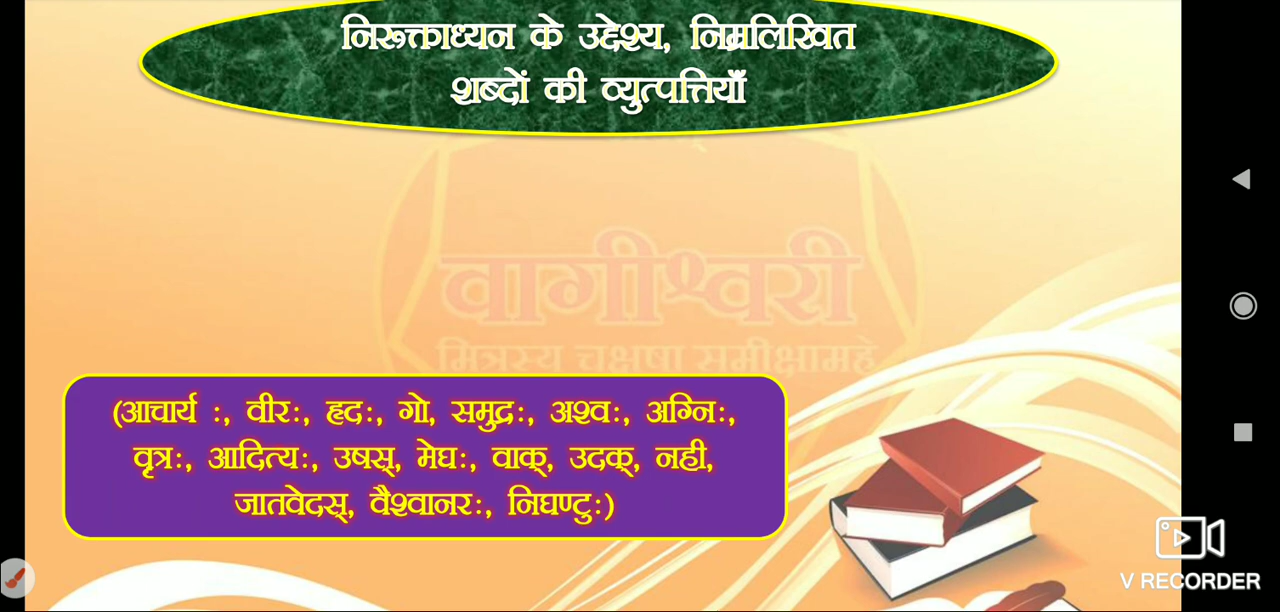 निरुक्ताध्यन के उद्देश्य, निम्नलिखित
शब्दों की व्युत्पत्तियाँ
वागीश्वरी
मित्रस्य चक्षुषा समीक्षामहे
(आचार्य :, वीरः, हृदः, गो, समुद्रः, अश्वः, अग्निः,
वृत्रः, आदित्यः, उषस्, मेघः, वाक्, उदक्, नही,
जातवेदस्, वैश्वानरः, निघण्टुः)
V RECORDER